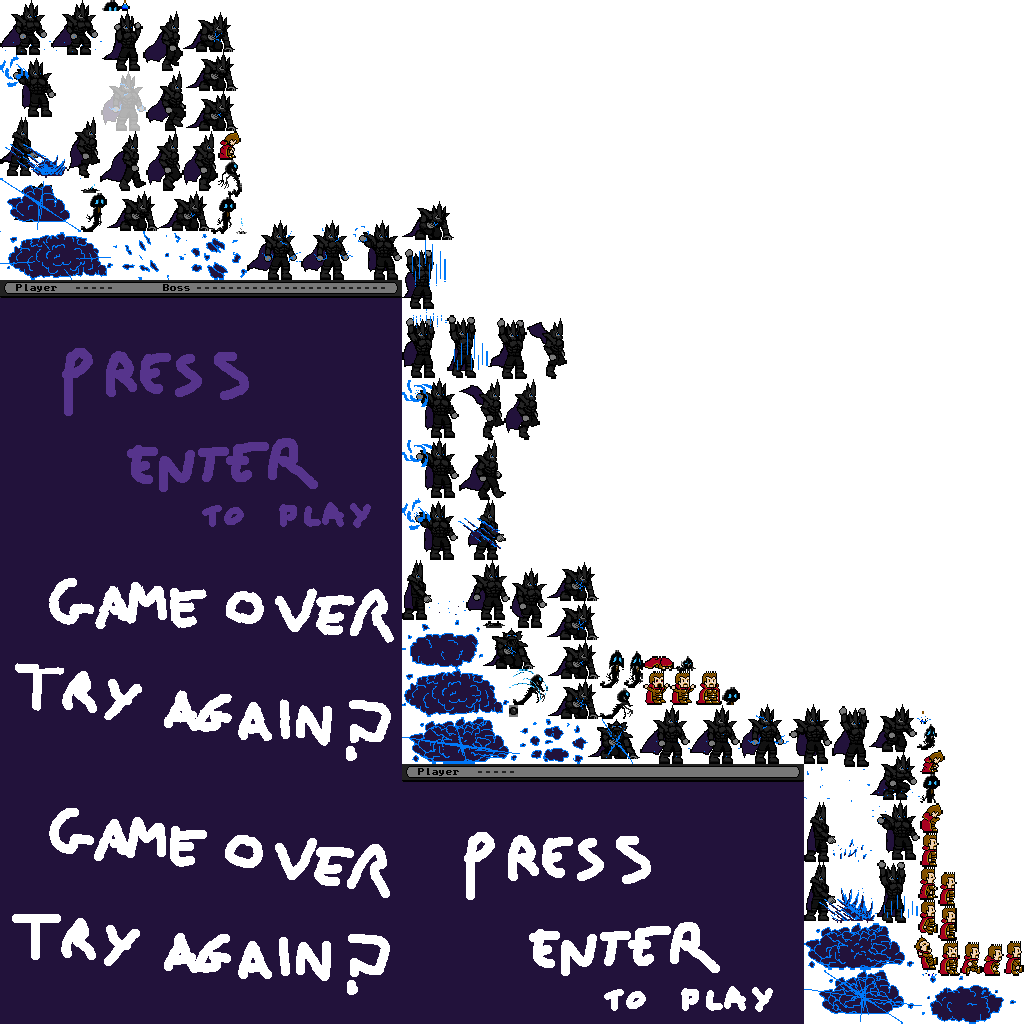 Player ----- Boss -------------------------
PRESS
ENTER
TO PLAY
GAME OVER
TRY AGAIN?
GAME OVER
TRY AGAIN?
Player -----
PRESS
ENTER
TO PLAY